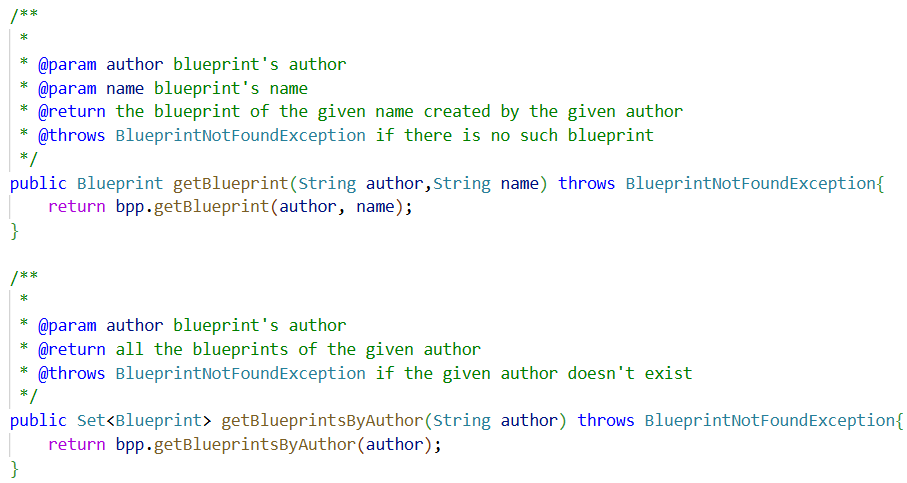 /**
 *
 * @param author blueprint's author
 * @param name blueprint's name
 * @return the blueprint of the given name created by the given author
 * @throws BlueprintNotFoundException if there is no such blueprint
 */
public Blueprint getBlueprint(String author,String name) throws BlueprintNotFoundException{
    return bpp.getBlueprint(author, name);
}

/**
 *
 * @param author blueprint's author
 * @return all the blueprints of the given author
 * @throws BlueprintNotFoundException if the given author doesn't exist
 */
public Set<Blueprint> getBlueprintsByAuthor(String author) throws BlueprintNotFoundException{
    return bpp.getBlueprintsByAuthor(author);
}